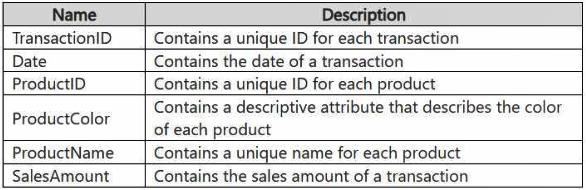 Name Description
TransactionID Contains a unique ID for each transaction
Date Contains the date of a transaction
ProductID Contains a unique ID for each product
ProductColor Contains a descriptive attribute that describes the color
of each product
ProductName Contains a unique name for each product
SalesAmount Contains the sales amount of a transaction